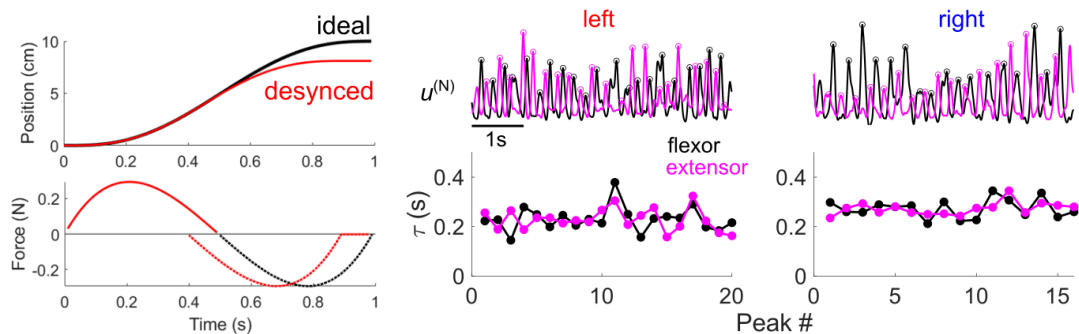 ideal
desynced
Position (cm)
10
5
0
0 0.2 0.4 0.6 0.8 1
Force (N)
0.2
0
-0.2
0 0.2 0.4 0.6 0.8 1
Time (s)
left
right
u(N)
1s
flexor
extensor
τ (s)
0.4
0.2
0
0 10 20
0.4
0.2
0
0 5 10 15
Peak #